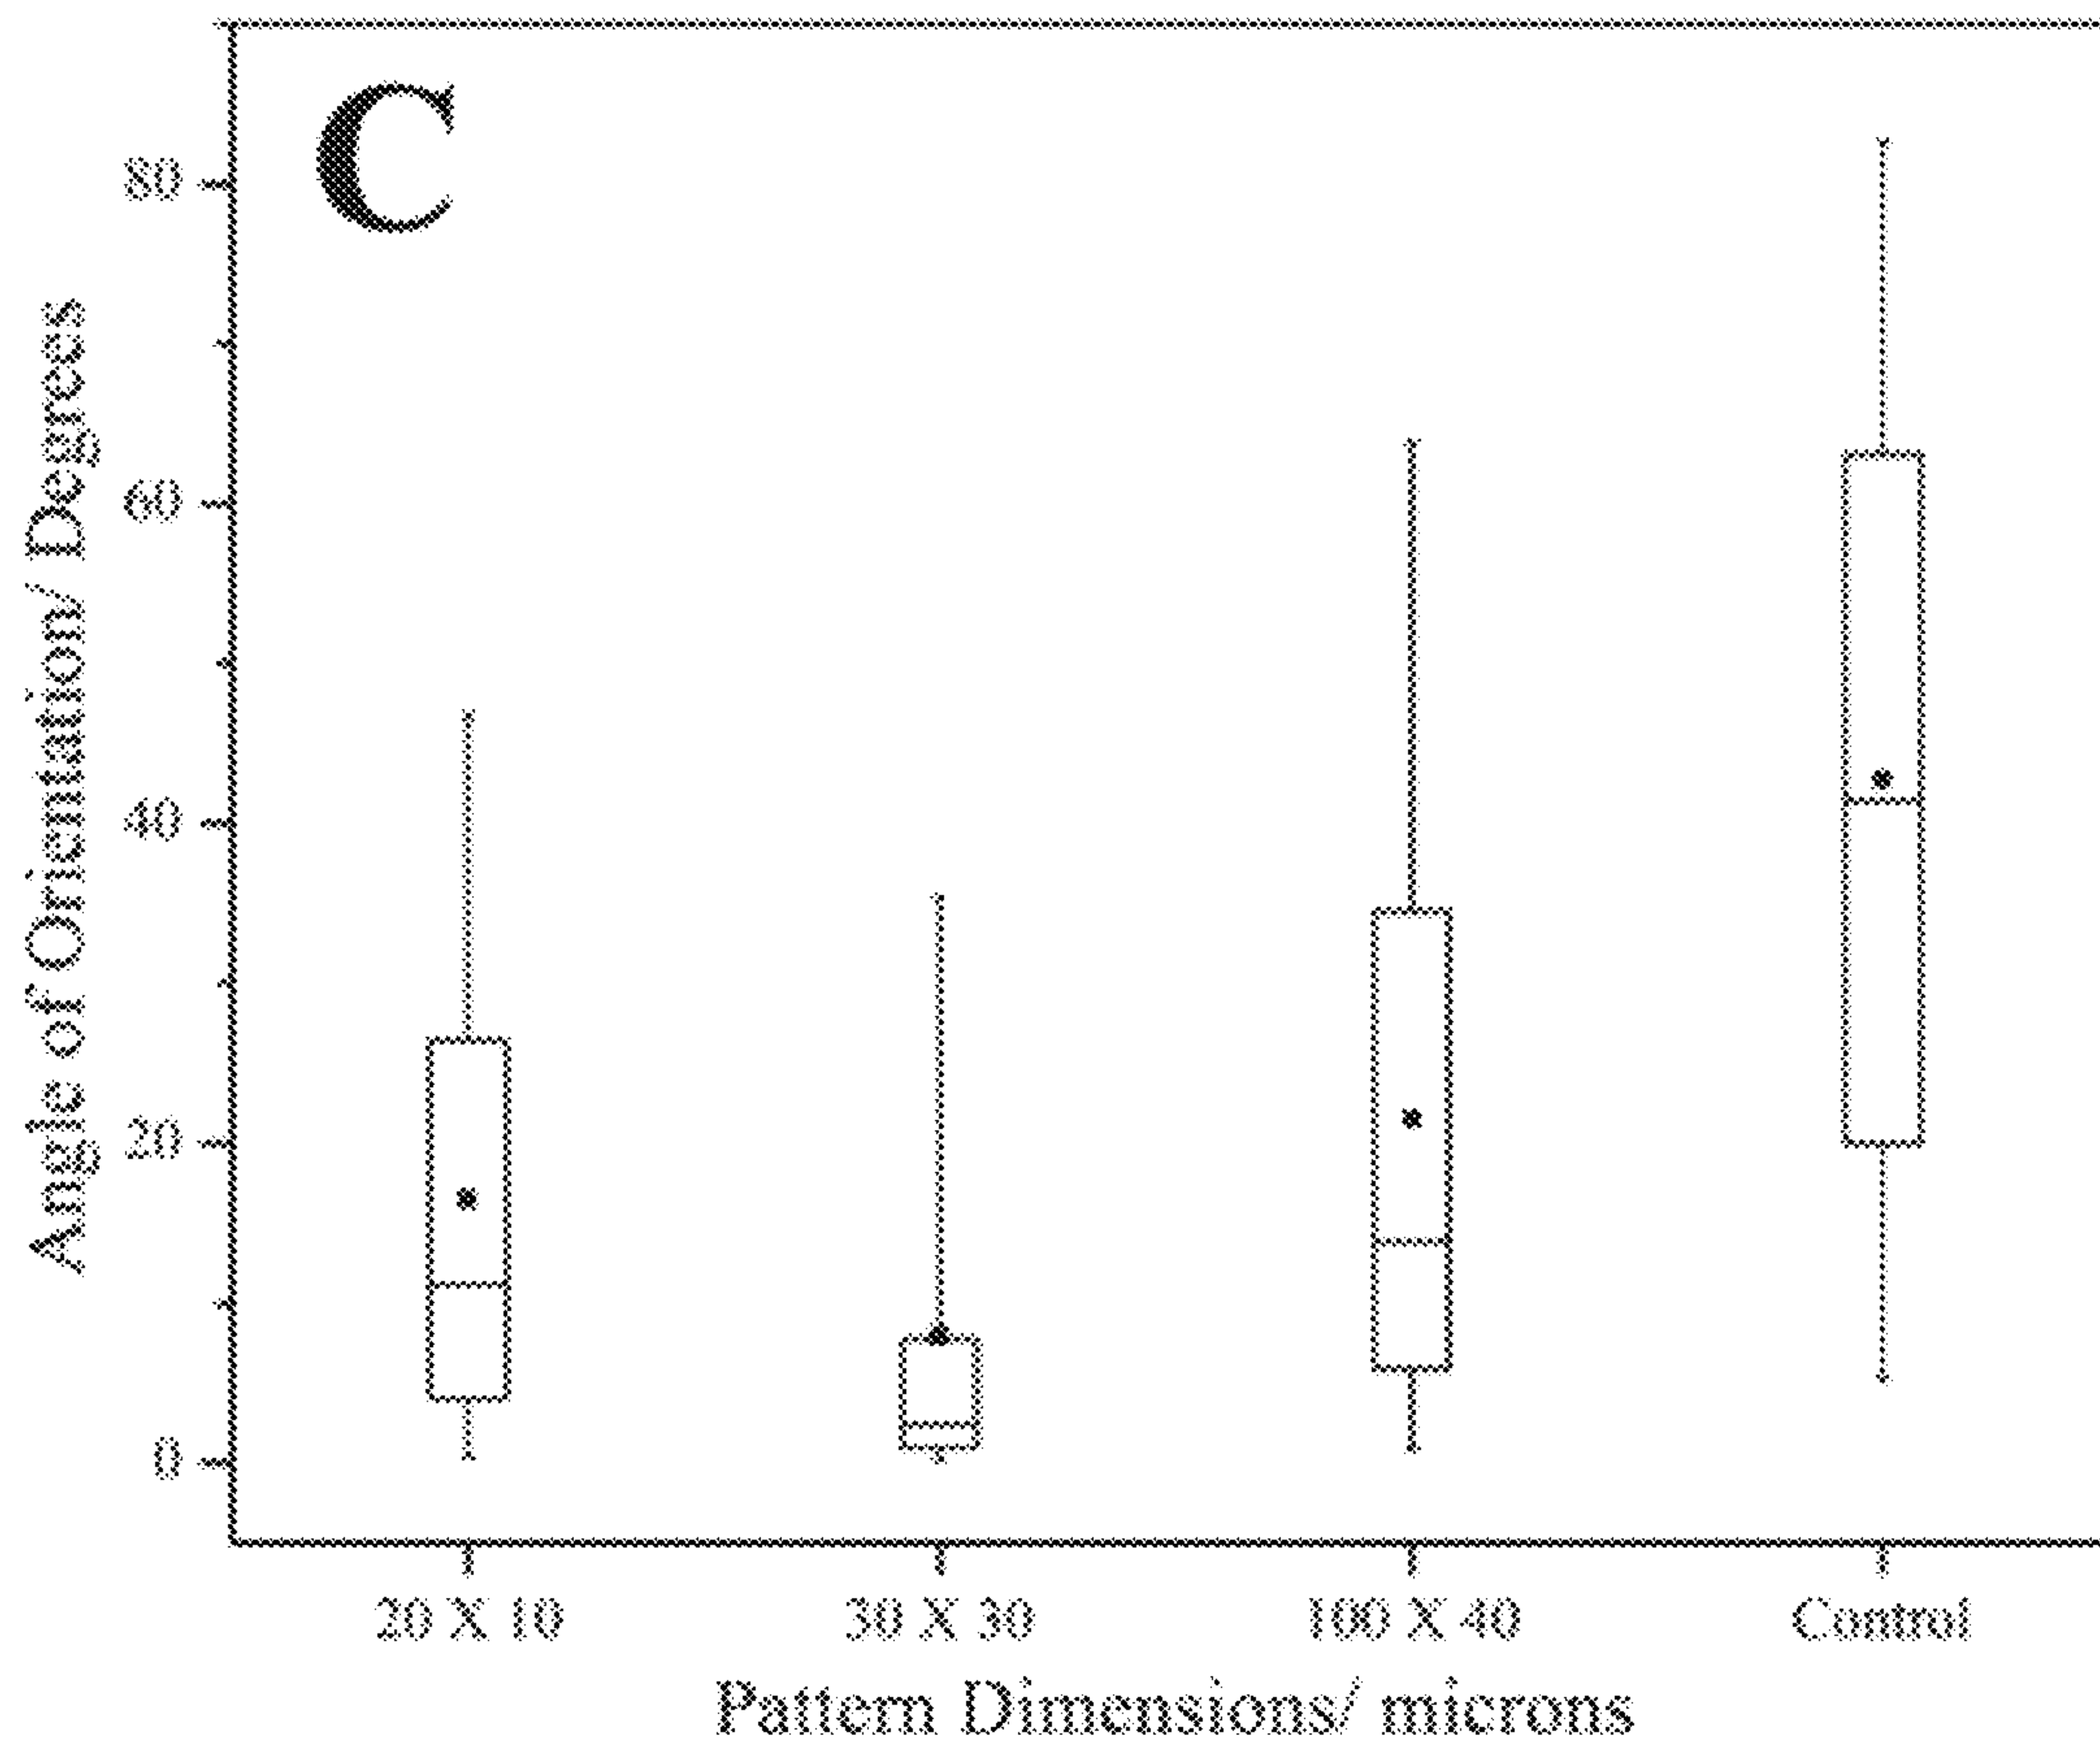 C
Angle of Orientation/ Degrees
80
60
40
20
0
20 X 10
30 X 30
100 X 40
Control
Pattern Dimensions/ microns